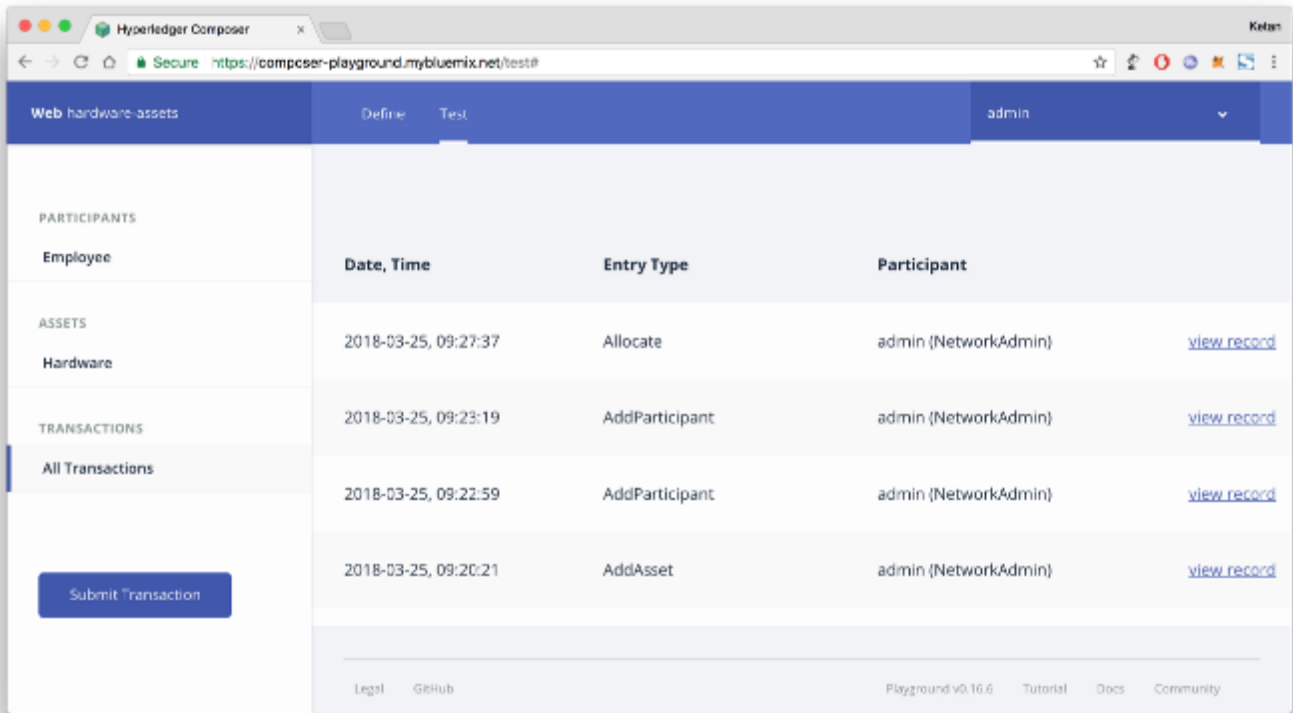 Hyperledger Composer
Ketan
Secure https://composer-playground.mybluemix.net/test#
Web hardware-assets
Define Test
admin
PARTICIPANTS
Employee
ASSETS
Hardware
TRANSACTIONS
All Transactions
Submit Transaction
Date, Time Entry Type Participant
2018-03-25, 09:27:37 Allocate admin (NetworkAdmin) view record
2018-03-25, 09:23:19 AddParticipant admin (NetworkAdmin) view record
2018-03-25, 09:22:59 AddParticipant admin (NetworkAdmin) view record
2018-03-25, 09:20:21 AddAsset admin (NetworkAdmin) view record
Legal GitHub Playground v0.16.6 Tutorial Docs Community